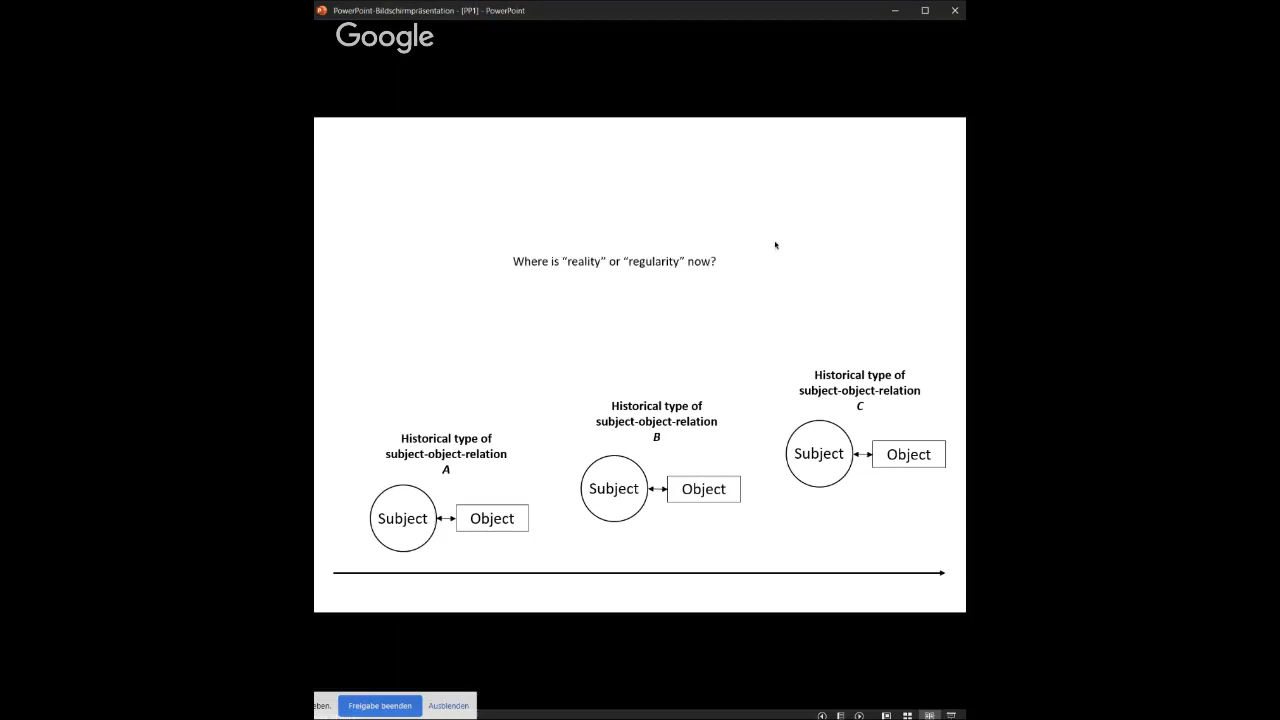 PowerPoint-Bildschirmpräsentation - [PP1] - PowerPoint
Google
Where is “reality” or “regularity” now?
Historical type of
subject-object-relation
A
Subject
Object
Historical type of
subject-object-relation
B
Subject
Object
Historical type of
subject-object-relation
C
Subject
Object
Freigabe beenden
Ausblenden